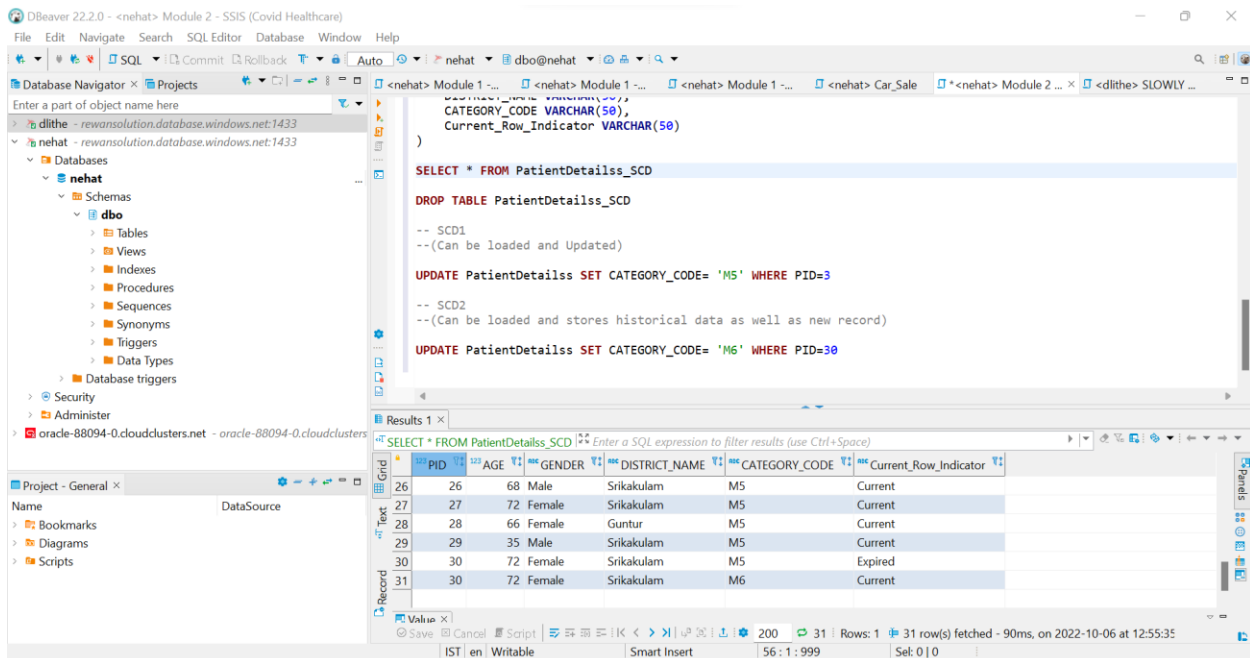 DBeaver 22.2.0 - <nehat> Module 2 - SSIS (Covid Healthcare)
File Edit Navigate Search SQL Editor Database Window Help
SQL Commit Rollback Auto nehat dbo@nehat
Database Navigator Projects
<nehat> Module 1 -... <nehat> Module 1 -... <nehat> Module 1 -... <nehat> Car_Sale *<nehat> Module 2 ... <dlithe> SLOWLY ...
Enter a part of object name here
dlithe - rewansolution.database.windows.net:1433
nehat - rewansolution.database.windows.net:1433
Databases
nehat
Schemas
dbo
Tables
Views
Indexes
Procedures
Sequences
Synonyms
Triggers
Data Types
Database triggers
Security
Administer
oracle-88094-0.cloudclusters.net - oracle-88094-0.cloudclusters
Project - General
Name DataSource
Bookmarks
Diagrams
Scripts
DISTRICT_NAME VARCHAR(50),
CATEGORY_CODE VARCHAR(50),
Current_Row_Indicator VARCHAR(50)
)
SELECT * FROM PatientDetailss_SCD
DROP TABLE PatientDetailss_SCD
-- SCD1
--(Can be loaded and Updated)
UPDATE PatientDetailss SET CATEGORY_CODE= 'M5' WHERE PID=3
-- SCD2
--(Can be loaded and stores historical data as well as new record)
UPDATE PatientDetailss SET CATEGORY_CODE= 'M6' WHERE PID=30
Results 1
SELECT * FROM PatientDetailss_SCD Enter a SQL expression to filter results (use Ctrl+Space)
Grid
Text
Record
Panels
123 PID 123 AGE ABC GENDER ABC DISTRICT_NAME ABC CATEGORY_CODE ABC Current_Row_Indicator
26 26 68 Male Srikakulam M5 Current
27 27 72 Female Srikakulam M5 Current
28 28 66 Female Guntur M5 Current
29 29 35 Male Srikakulam M5 Current
30 30 72 Female Srikakulam M5 Expired
31 30 72 Female Srikakulam M6 Current
Value
Save Cancel Script 200 31 Rows: 1 31 row(s) fetched - 90ms, on 2022-10-06 at 12:55:35
IST en Writable Smart Insert 56 : 1 : 999 Sel: 0 | 0